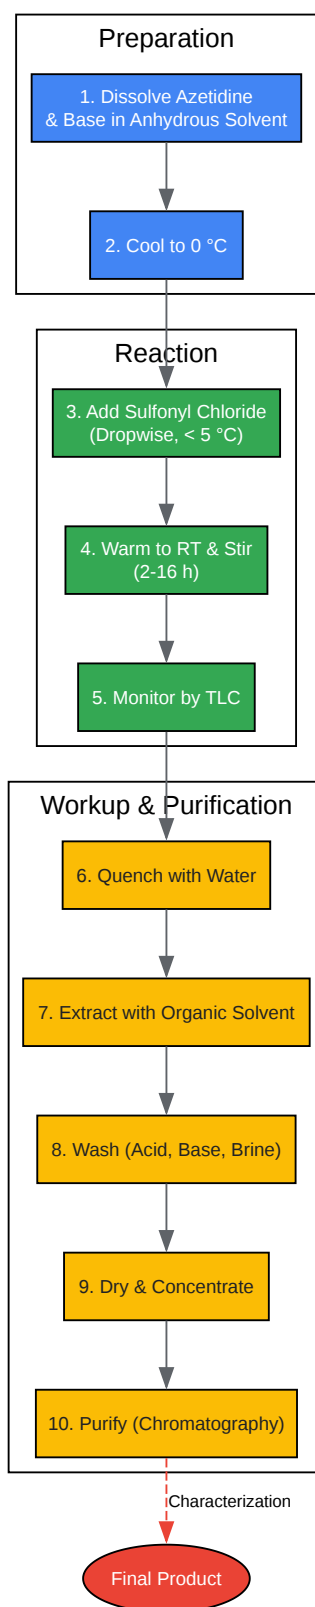 Preparation
1. Dissolve Azetidine
& Base in Anhydrous Solvent
2. Cool to 0 °C
Reaction
3. Add Sulfonyl Chloride
(Dropwise, < 5 °C)
4. Warm to RT & Stir
(2-16 h)
5. Monitor by TLC
Workup & Purification
6. Quench with Water
7. Extract with Organic Solvent
8. Wash (Acid, Base, Brine)
9. Dry & Concentrate
10. Purify (Chromatography)
Characterization
Final Product